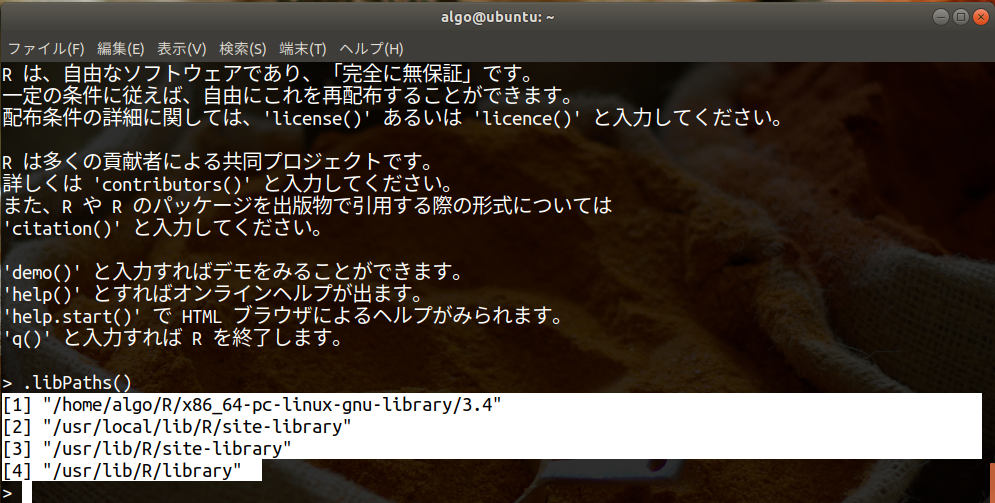 algo@ubuntu: ~
ファイル(F) 編集(E) 表示(V) 検索(S) 端末(T) ヘルプ(H)
R は、自由なソフトウェアであり、「完全に無保証」です。
一定の条件に従えば、自由にこれを再配布することができます。
配布条件の詳細に関しては、'license()' あるいは 'licence()' と入力してください。
R は多くの貢献者による共同プロジェクトです。
詳しくは 'contributors()' と入力してください。
また、R や R のパッケージを出版物で引用する際の形式については
'citation()' と入力してください。
'demo()' と入力すればデモをみることができます。
'help()' とすればオンラインヘルプが出ます。
'help.start()' で HTML ブラウザによるヘルプがみられます。
'q()' と入力すれば R を終了します。
> .libPaths()
[1] "/home/algo/R/x86_64-pc-linux-gnu-library/3.4"
[2] "/usr/local/lib/R/site-library"
[3] "/usr/lib/R/site-library"
[4] "/usr/lib/R/library"
>